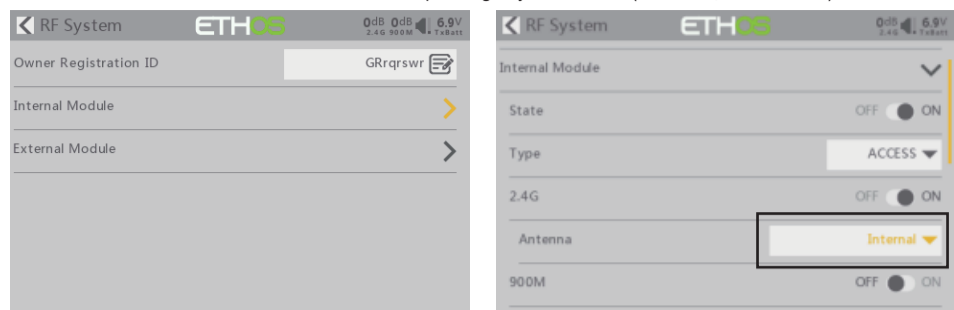 RF System ETHOS 0dB 0dB 6.9V
2.4G 900M TxBatt
Owner Registration ID GRrqrswr
Internal Module
External Module
RF System ETHOS 0dB 6.9V
2.4G TxBatt
Internal Module
State OFF ON
Type ACCESS
2.4G OFF ON
Antenna Internal
900M OFF ON